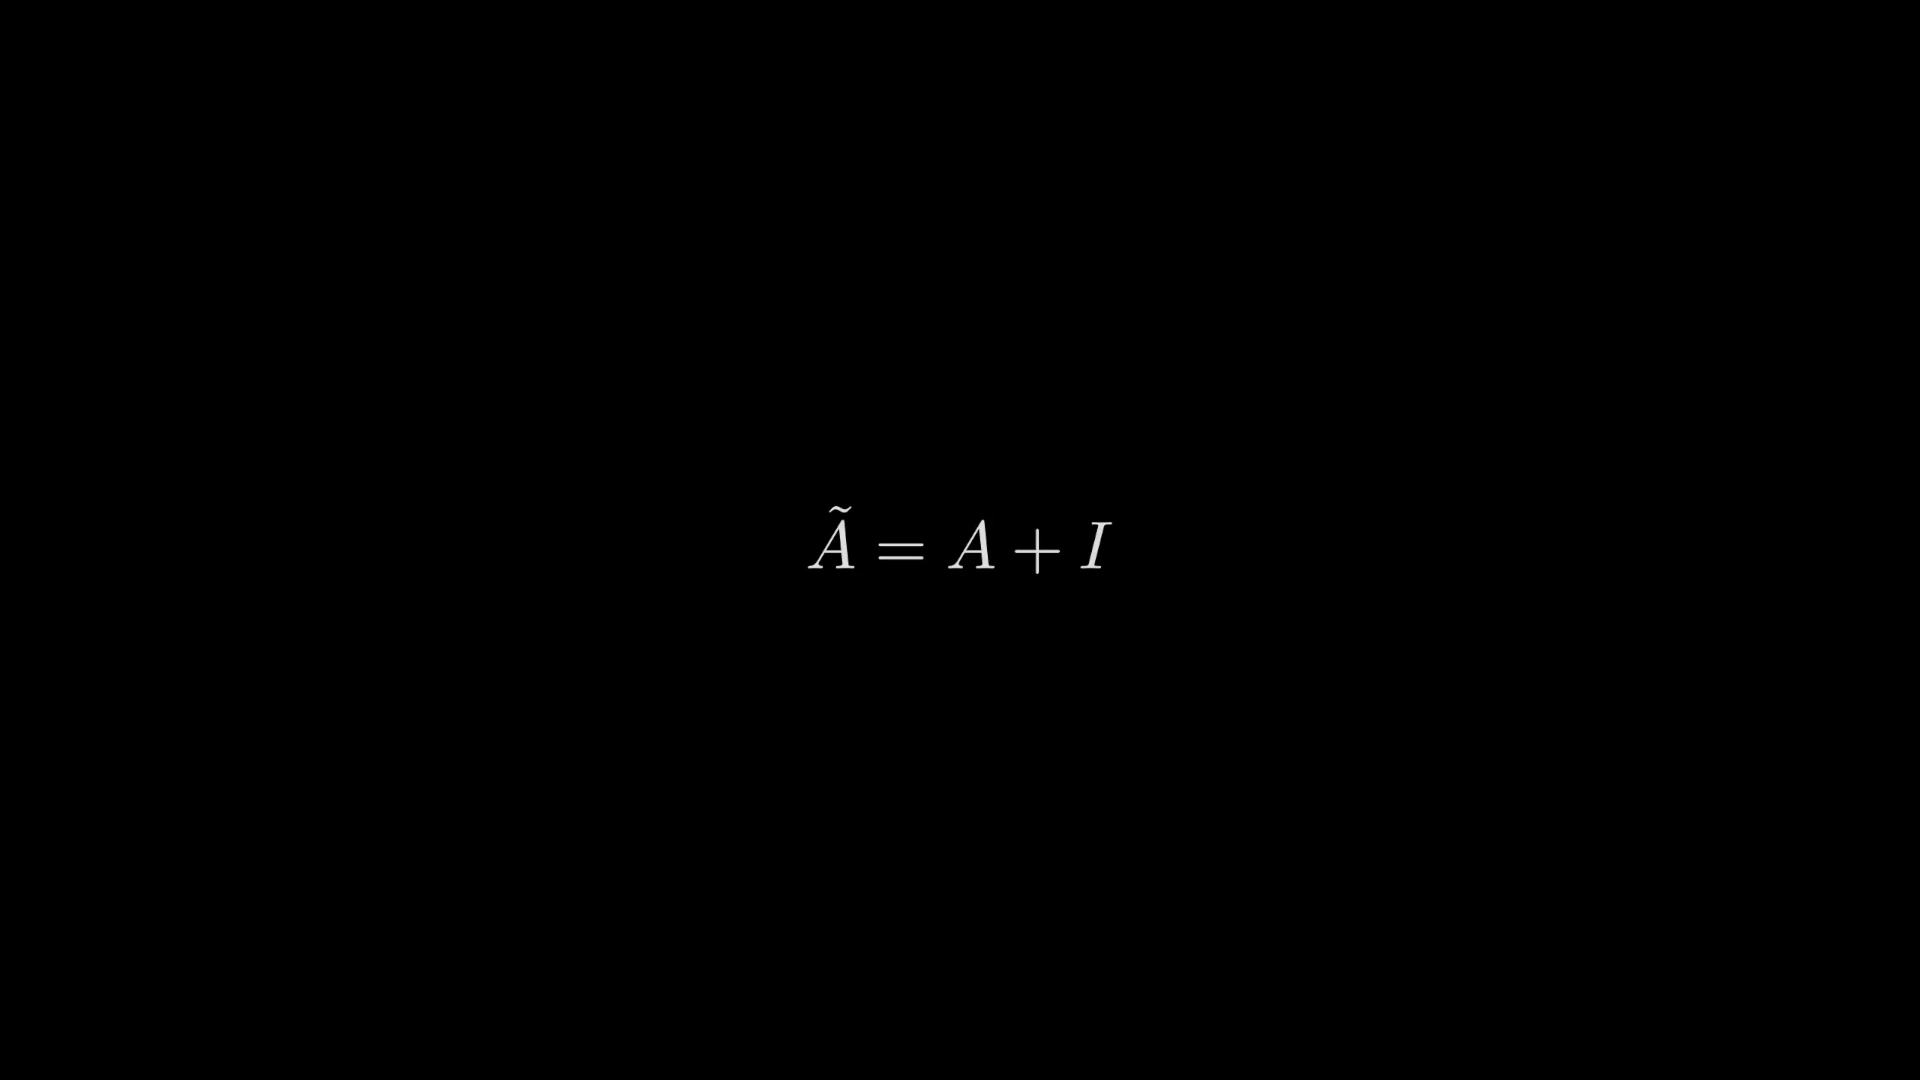 Ã = A + I